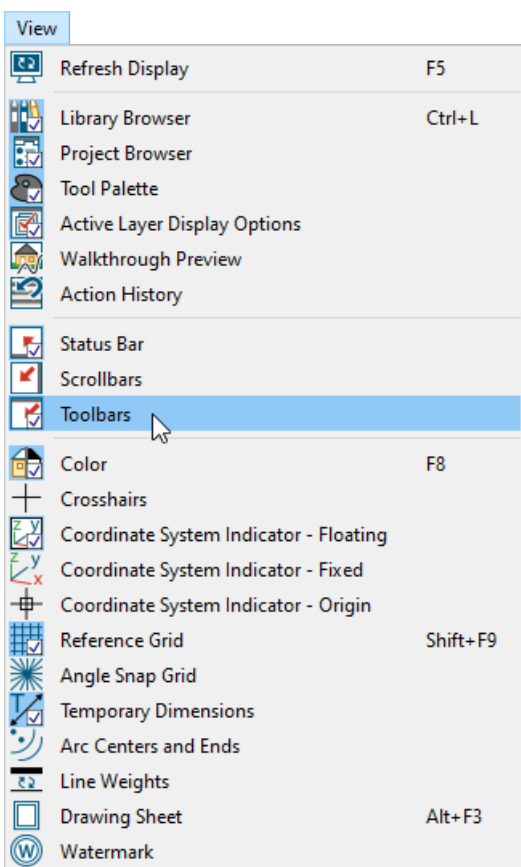 View
Refresh Display F5
Library Browser Ctrl+L
Project Browser
Tool Palette
Active Layer Display Options
Walkthrough Preview
Action History
Status Bar
Scrollbars
Toolbars
Color F8
Crosshairs
Coordinate System Indicator - Floating
Coordinate System Indicator - Fixed
Coordinate System Indicator - Origin
Reference Grid Shift+F9
Angle Snap Grid
Temporary Dimensions
Arc Centers and Ends
Line Weights
Drawing Sheet Alt+F3
Watermark